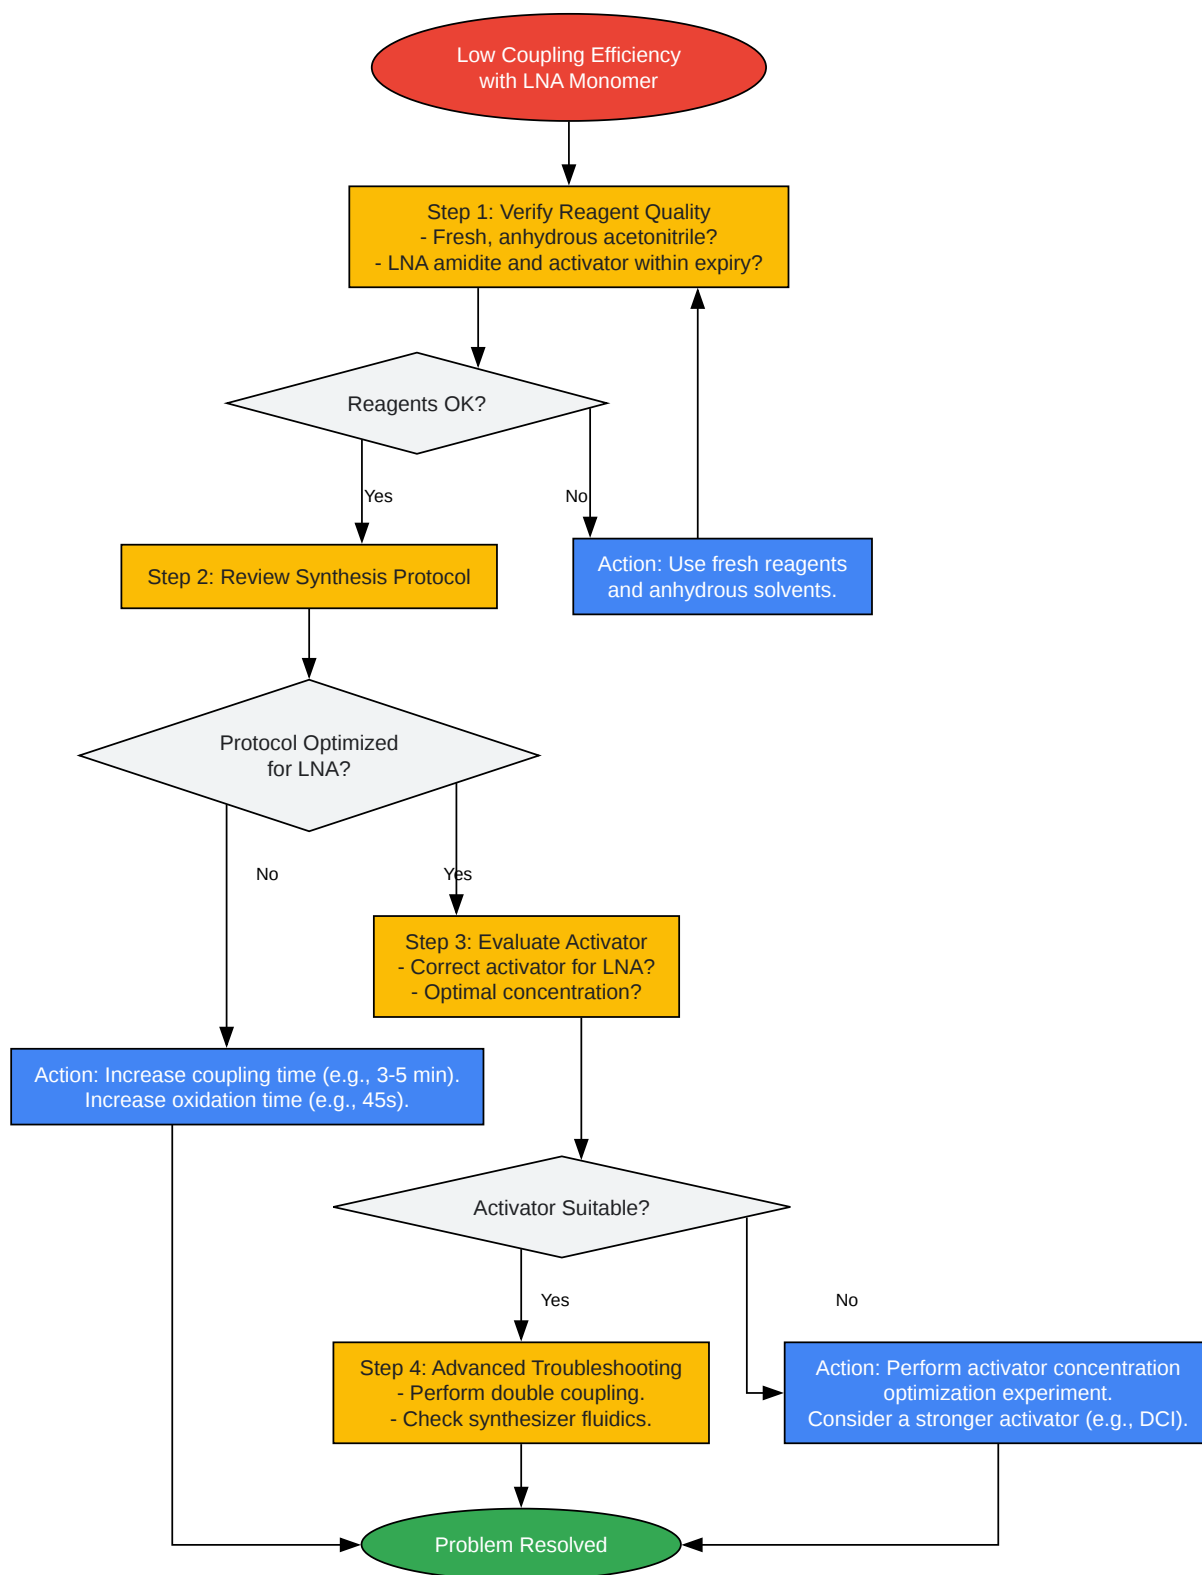 Low Coupling Efficiency
with LNA Monomer
Step 1: Verify Reagent Quality
- Fresh, anhydrous acetonitrile?
- LNA amidite and activator within expiry?
Reagents OK?
Yes
No
Step 2: Review Synthesis Protocol
Action: Use fresh reagents
and anhydrous solvents.
Protocol Optimized
for LNA?
No
Yes
Step 3: Evaluate Activator
- Correct activator for LNA?
- Optimal concentration?
Action: Increase coupling time (e.g., 3-5 min).
Increase oxidation time (e.g., 45s).
Activator Suitable?
Yes
No
Step 4: Advanced Troubleshooting
- Perform double coupling.
- Check synthesizer fluidics.
Action: Perform activator concentration
optimization experiment.
Consider a stronger activator (e.g., DCI).
Problem Resolved